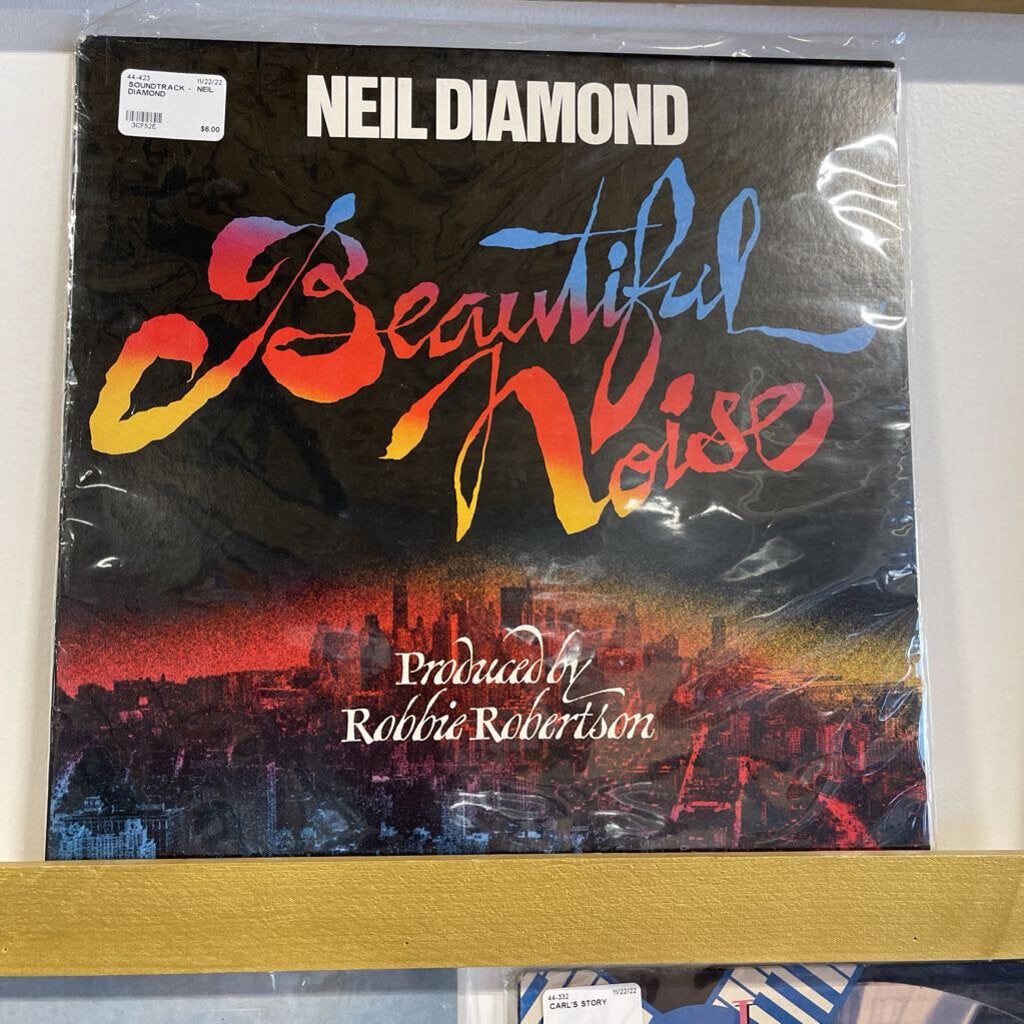 44-423 11/22/22
SOUNDTRACK - NEIL
DIAMOND
3CF52E
$6.00
NEIL DIAMOND
Beautiful
Noise
Produced by
Robbie Robertson
44-332 11/22/22
CARL'S STORY